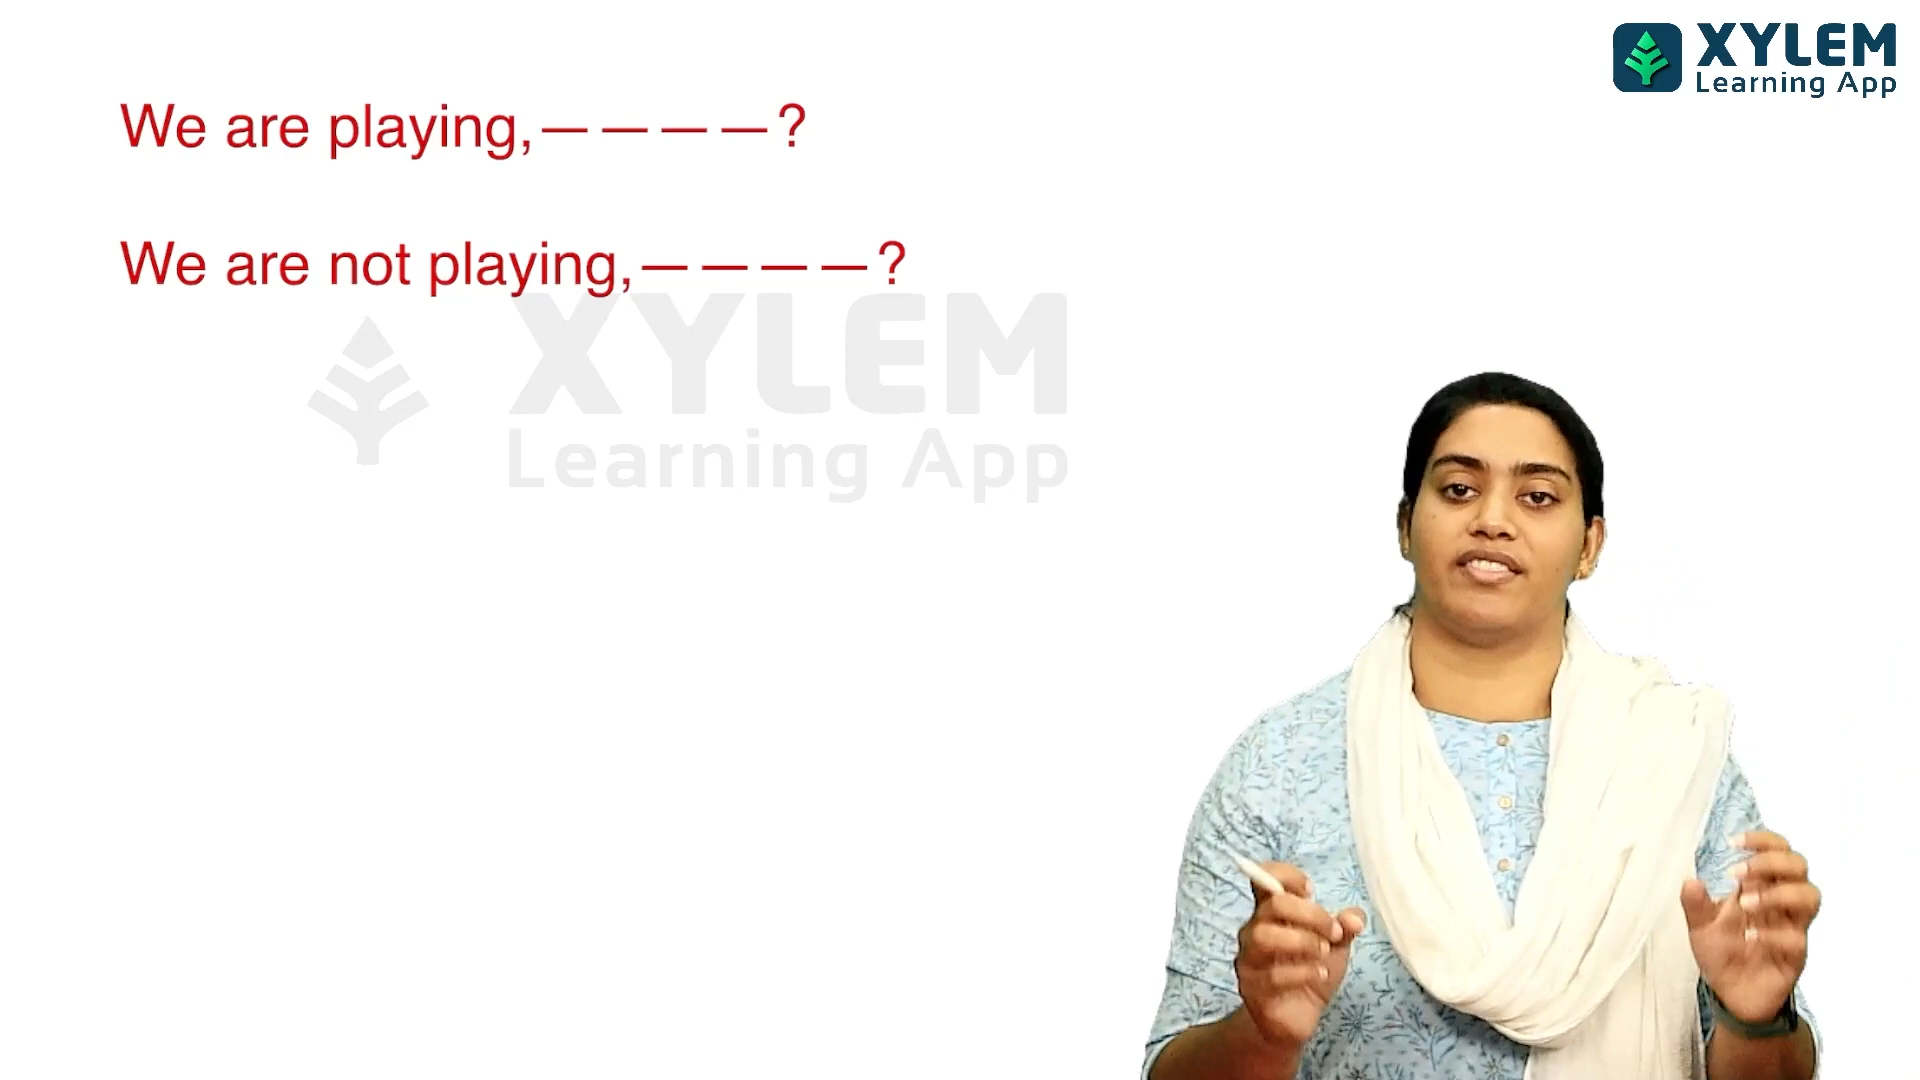 XYLEM
Learning App
We are playing,————?
We are not playing,————?
XYLEM
Learning App